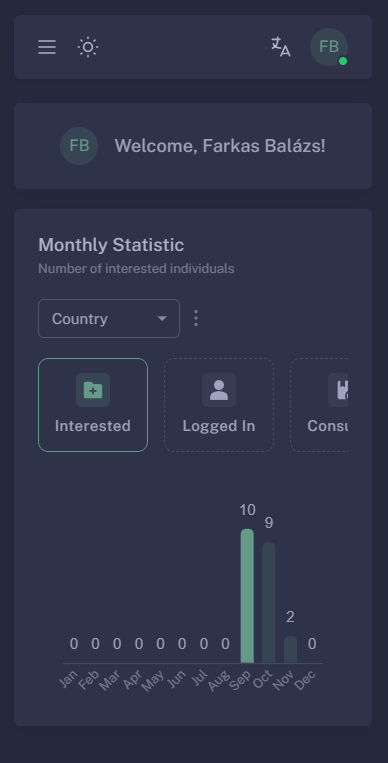 FB
FB
Welcome, Farkas Balázs!
Monthly Statistic
Number of interested individuals
Country
Interested
Logged In
Consu
10
9
2
0 0 0 0 0 0 0 0 0
Jan Feb Mar Apr May Jun Jul Aug Sep Oct Nov Dec